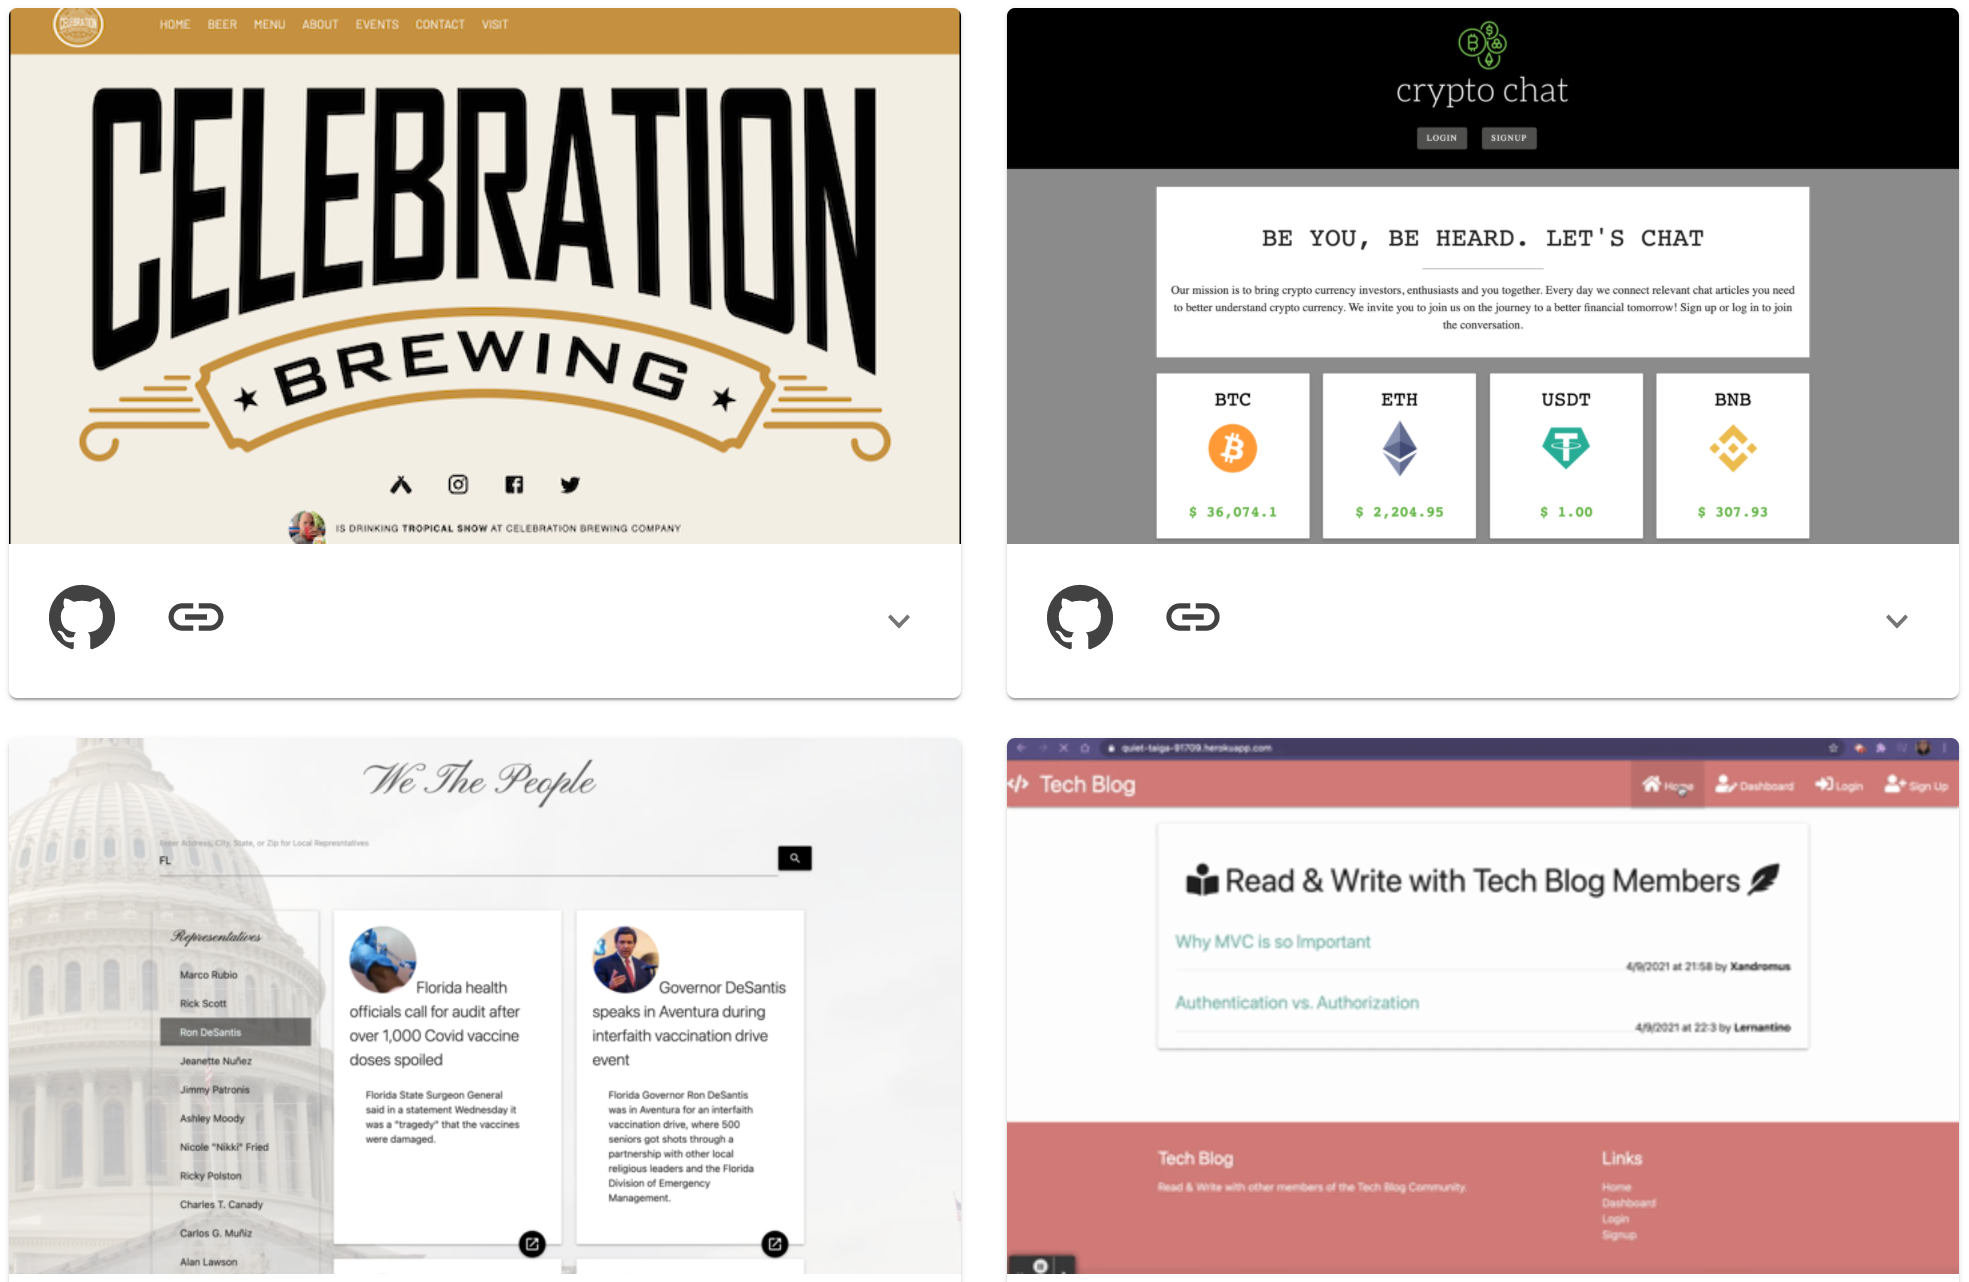 CELEBRATION
HOME BEER MENU ABOUT EVENTS CONTACT VISIT
CELEBRATION
BREWING
IS DRINKING TROPICAL SNOW AT CELEBRATION BREWING COMPANY
crypto chat
LOGIN SIGNUP
BE YOU, BE HEARD. LET'S CHAT
Our mission is to bring crypto currency investors, enthusiasts and you together. Every day we connect relevant chat articles you need
to better understand crypto currency. We invite you to join us on the journey to a better financial tomorrow! Sign up or log in to join
the conversation.
BTC ETH USDT BNB
$ 36,074.1 $ 2,204.95 $ 1.00 $ 307.93
We The People
Enter Address, City, State, or Zip for Local Represntatives
FL
Representatives
Marco Rubio
Rick Scott
Ron DeSantis
Jeanette Nuñez
Jimmy Patronis
Ashley Moody
Nicole "Nikki" Fried
Ricky Polston
Charles T. Canady
Carlos G. Muñiz
Alan Lawson
Florida health
officials call for audit after
over 1,000 Covid vaccine
doses spoiled
Florida State Surgeon General
said in a statement Wednesday it
was a "tragedy" that the vaccines
were damaged.
Governor DeSantis
speaks in Aventura during
interfaith vaccination drive
event
Florida Governor Ron DeSantis
was in Aventura for an interfaith
vaccination drive, where 500
seniors got shots through a
partnership with other local
religious leaders and the Florida
Division of Emergency
Management.
quiet-taiga-91709.herokuapp.com
Tech Blog Home Dashboard Login Sign Up
Read & Write with Tech Blog Members
Why MVC is so Important
4/9/2021 at 21:58 by Xandromus
Authentication vs. Authorization
4/9/2021 at 22:3 by Lernantino
Tech Blog
Read & Write with other members of the Tech Blog Community.
Links
Home
Dashboard
Login
Signup